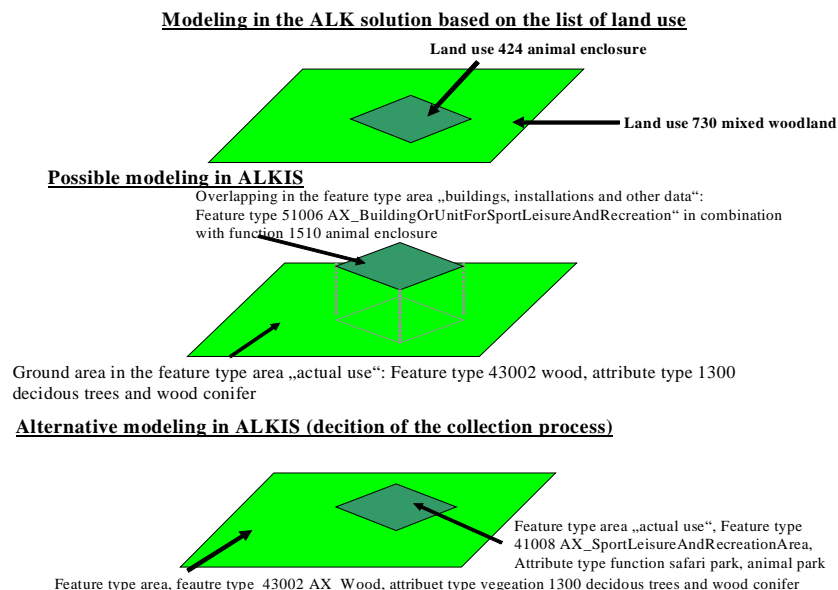 Modeling in the ALK solution based on the list of land use
Land use 424 animal enclosure
Land use 730 mixed woodland
Possible modeling in ALKIS
Overlapping in the feature type area „buildings, installations and other data“:
Feature type 51006 AX_BuildingOrUnitForSportLeisureAndRecreation“ in combination
with function 1510 animal enclosure
Ground area in the feature type area „actual use“: Feature type 43002 wood, attribute type 1300
decidous trees and wood conifer
Alternative modeling in ALKIS (decition of the collection process)
Feature type area „actual use“, Feature type
41008 AX_SportLeisureAndRecreationArea,
Attribute type function safari park, animal park
Feature type area, feautre type 43002 AX_Wood, attribuet type vegeation 1300 decidous trees and wood conifer